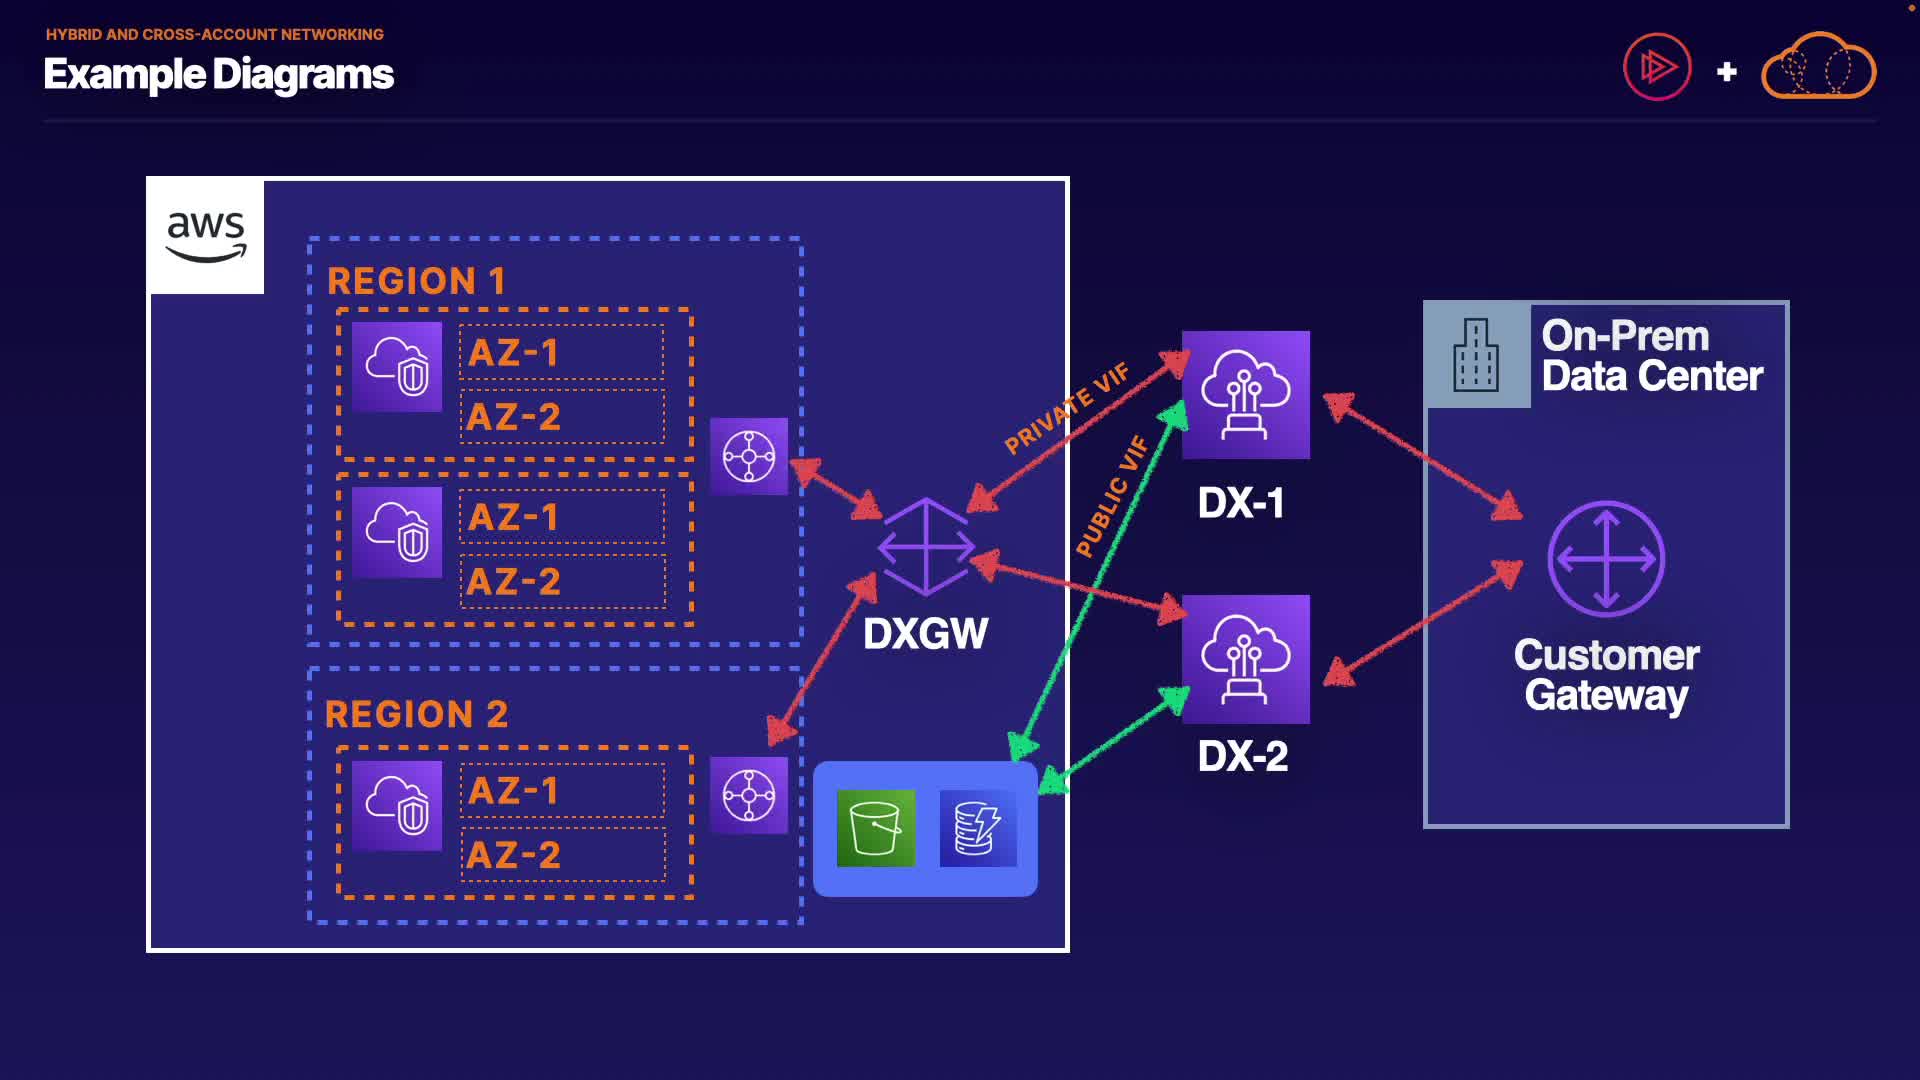 HYBRID AND CROSS-ACCOUNT NETWORKING
Example Diagrams
aws
REGION 1
AZ-1
AZ-2
AZ-1
AZ-2
REGION 2
AZ-1
AZ-2
DXGW
PRIVATE VIF
PUBLIC VIF
DX-1
DX-2
On-Prem
Data Center
Customer
Gateway